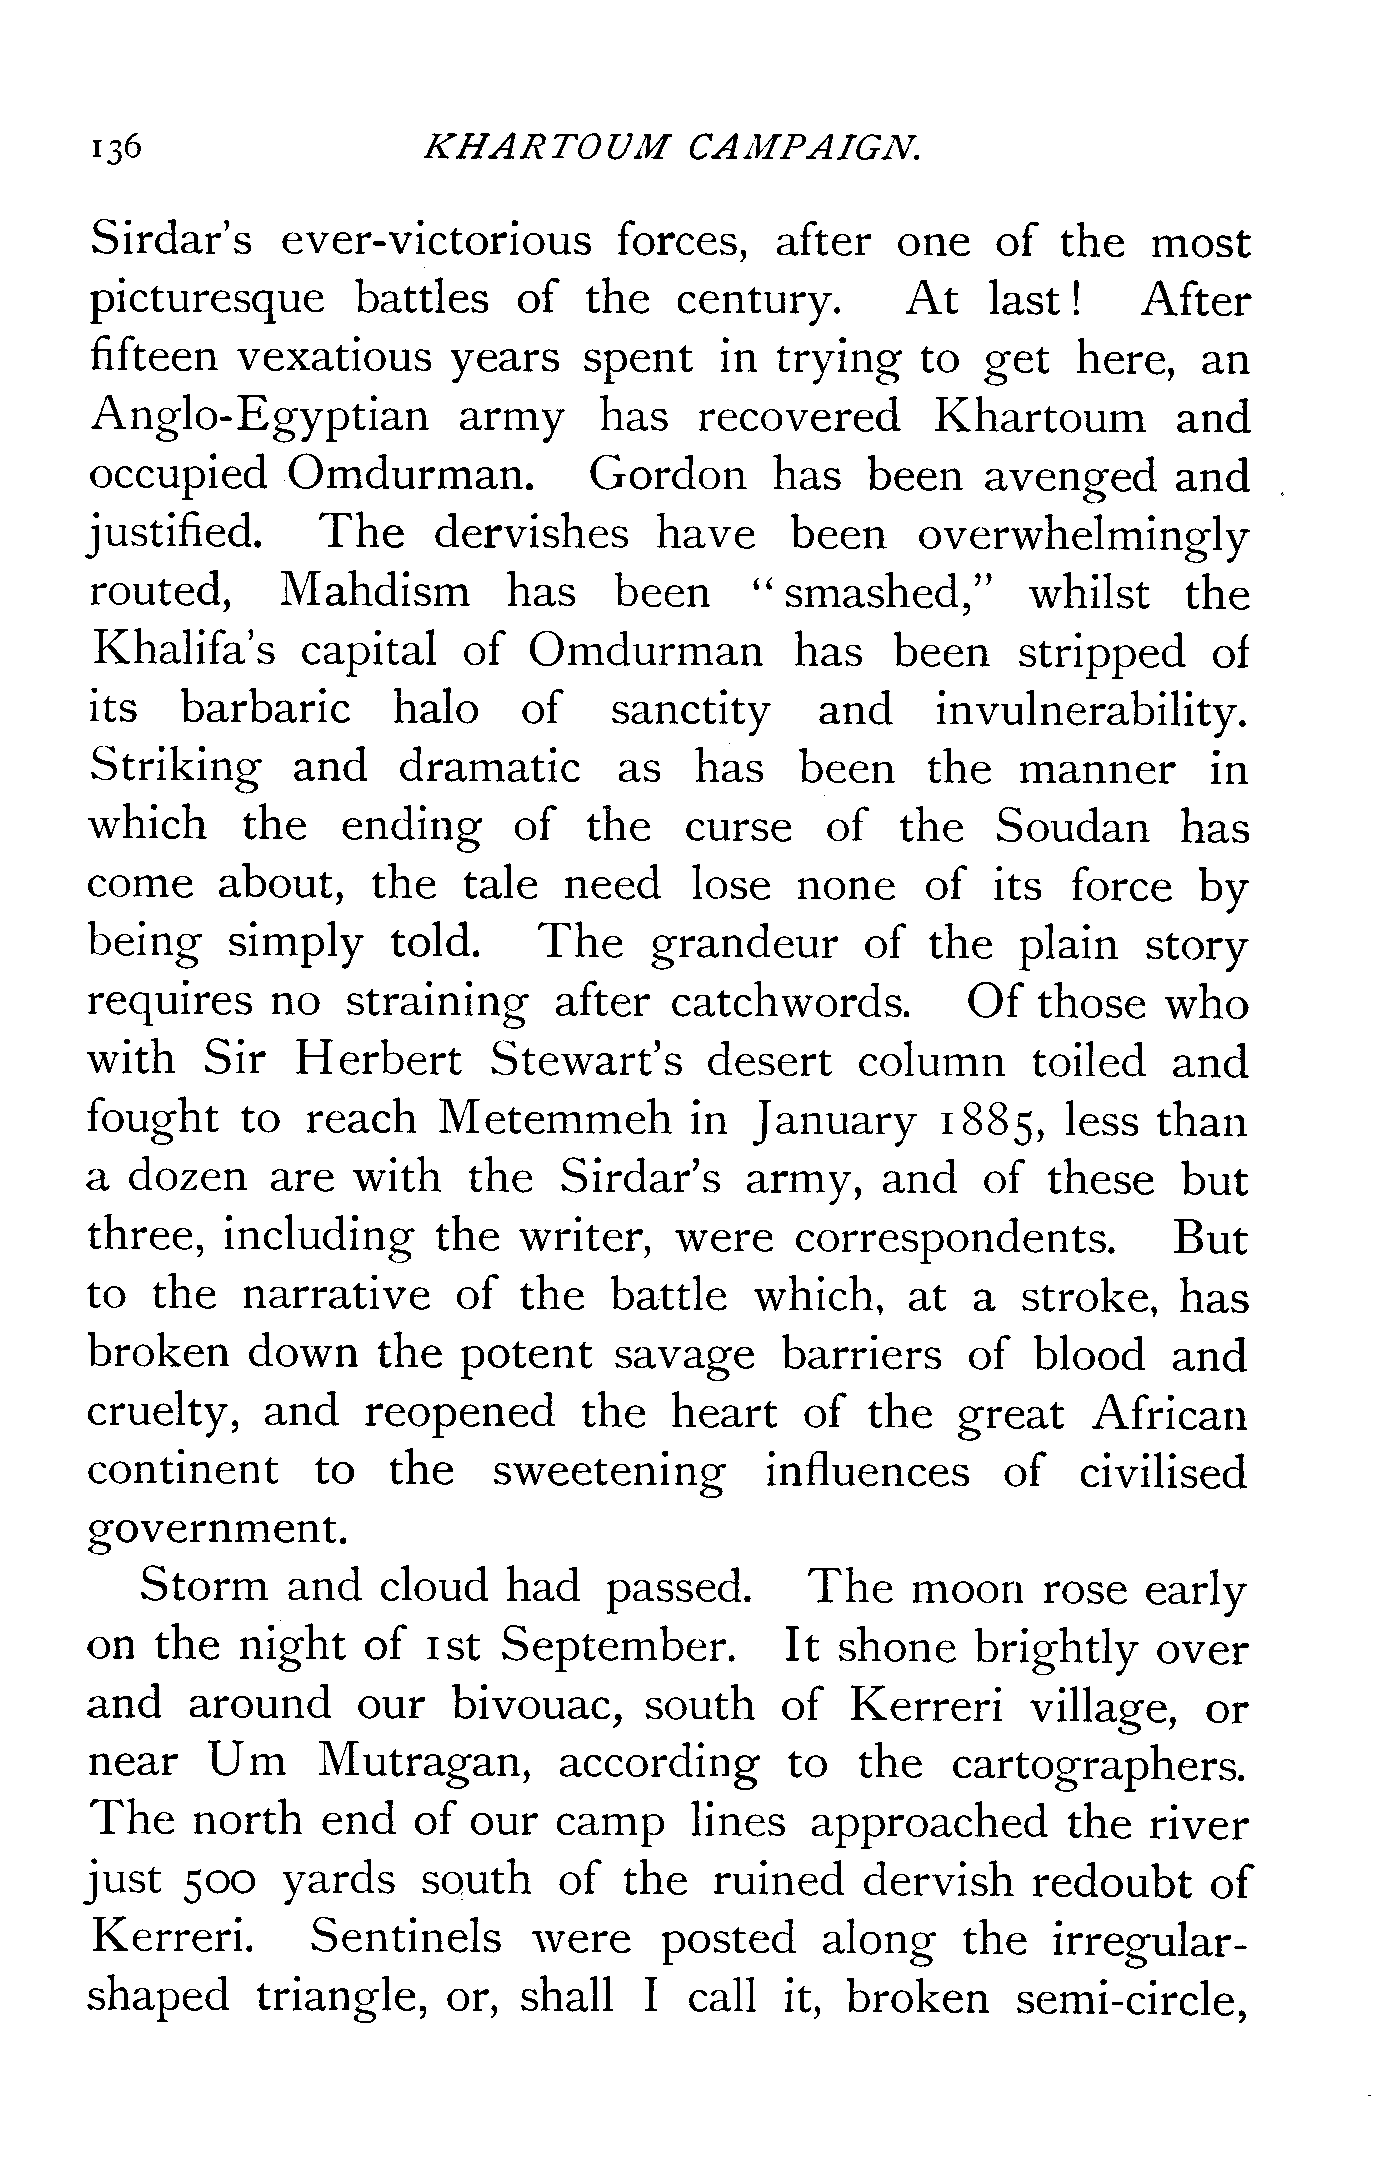 136 KHARTOUM CAMPAIGN.
Sirdar's ever-victorious forces, after one of the most
picturesque battles of the century. At last! After
fifteen vexatious years spent in trying to get here, an
Anglo-Egyptian army has recovered Khartoum and
occupied Omdurman. Gordon has been avenged and
justified. The dervishes have been overwhelmingly
routed, Mahdism has been "smashed," whilst the
Khalifa's capital of Omdurman has been stripped of
its barbaric halo of sanctity and invulnerability.
Striking and dramatic as has been the manner in
which the ending of the curse of the Soudan has
come about, the tale need lose none of its force by
being simply told. The grandeur of the plain story
requires no straining after catchwords. Of those who
with Sir Herbert Stewart's desert column toiled and
fought to reach Metemmeh in January 1885, less than
a dozen are with the Sirdar's army, and of these but
three, including the writer, were correspondents. But
to the narrative of the battle which, at a stroke, has
broken down the potent savage barriers of blood and
cruelty, and reopened the heart of the great African
continent to the sweetening influences of civilised
government.
Storm and cloud had passed. The moon rose early
on the night of 1st September. It shone brightly over
and around our bivouac, south of Kerreri village, or
near Um Mutragan, according to the cartographers.
The north end of our camp lines approached the river
just 500 yards south of the ruined dervish redoubt of
Kerreri. Sentinels were posted along the irregular-
shaped triangle, or, shall I call it, broken semi-circle,